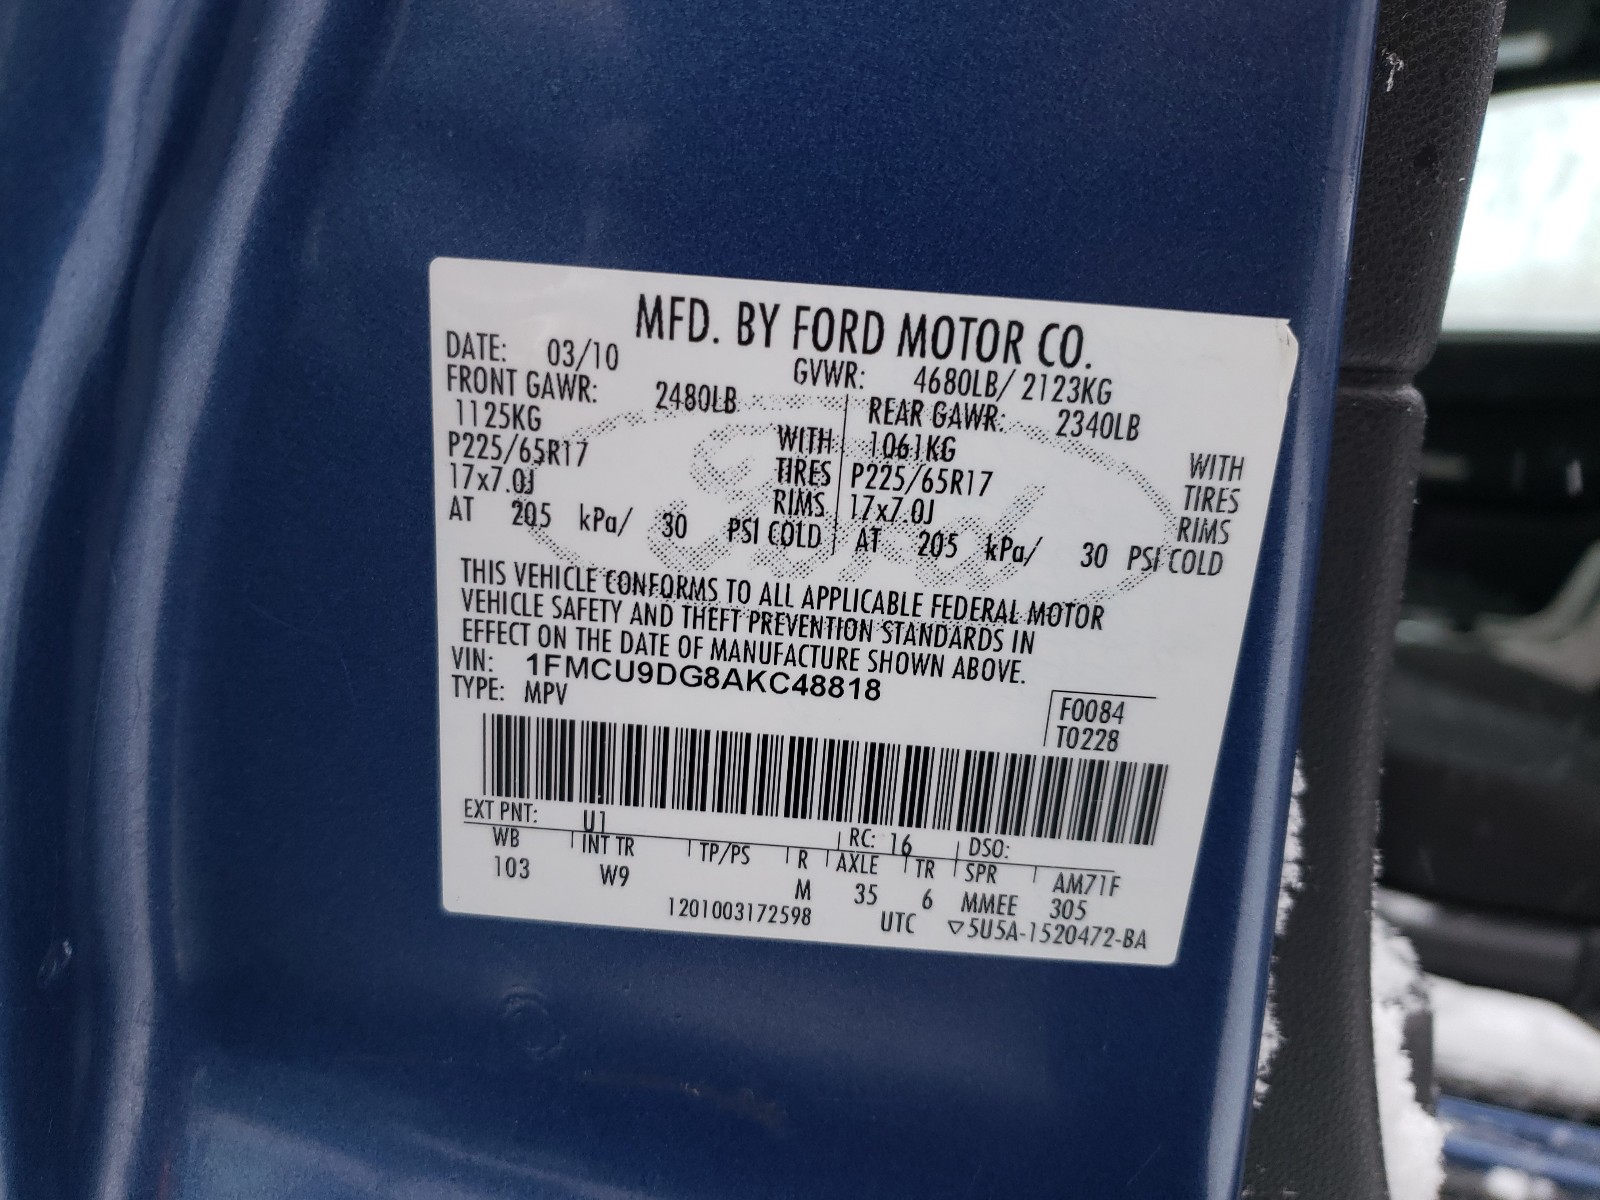 MFD. BY FORD MOTOR CO.
DATE: 03/10 GVWR: 4680LB/ 2123KG
FRONT GAWR: 2480LB REAR GAWR: 2340LB
1125KG WITH 1061KG WITH
P225/65R17 TIRES P225/65R17 TIRES
17x7.0J RIMS 17x7.0J RIMS
AT 205 kPa/ 30 PSI COLD AT 205 kPa/ 30 PSI COLD
THIS VEHICLE CONFORMS TO ALL APPLICABLE FEDERAL MOTOR
VEHICLE SAFETY AND THEFT PREVENTION STANDARDS IN
EFFECT ON THE DATE OF MANUFACTURE SHOWN ABOVE.
VIN: 1FMCU9DG8AKC48818
TYPE: MPV
F0084
T0228
EXT PNT: U1 RC: 16 DSO:
WB INT TR TP/PS R AXLE TR SPR AM71F
103 W9 M 35 6 MMEE 305
1201003172598 UTC ▽5U5A-1520472-BA
Ford